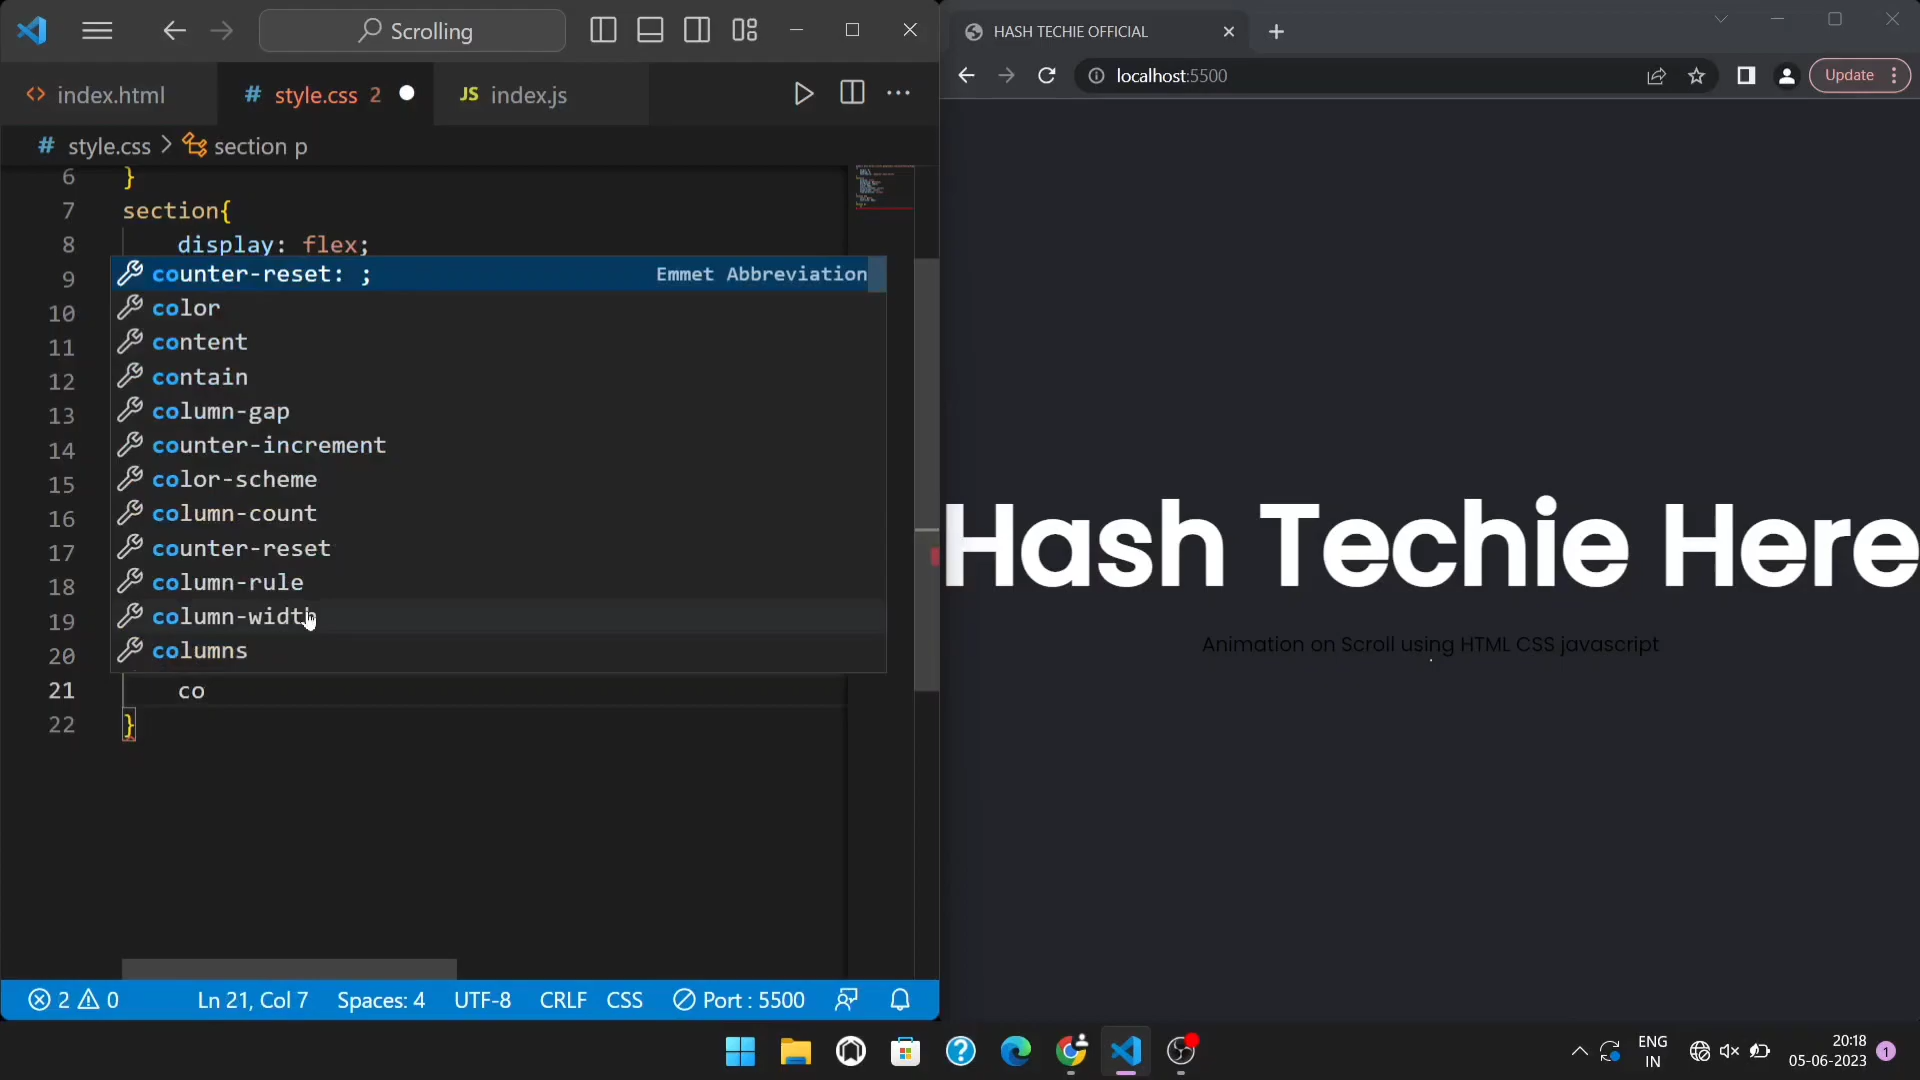 Scrolling
index.html
# style.css 2
JS index.js
# style.css > section p
6 }
7 section{
8 display: flex;
9 counter-reset: ; Emmet Abbreviation
10 color
11 content
12 contain
13 column-gap
14 counter-increment
15 color-scheme
16 column-count
17 counter-reset
18 column-rule
19 column-width
20 columns
21 co
22 }
2 0 Ln 21, Col 7 Spaces: 4 UTF-8 CRLF CSS Port : 5500
HASH TECHIE OFFICIAL
localhost:5500
Update
Hash Techie Here
Animation on Scroll using HTML CSS javascript
ENG
IN
20:18
05-06-2023
1